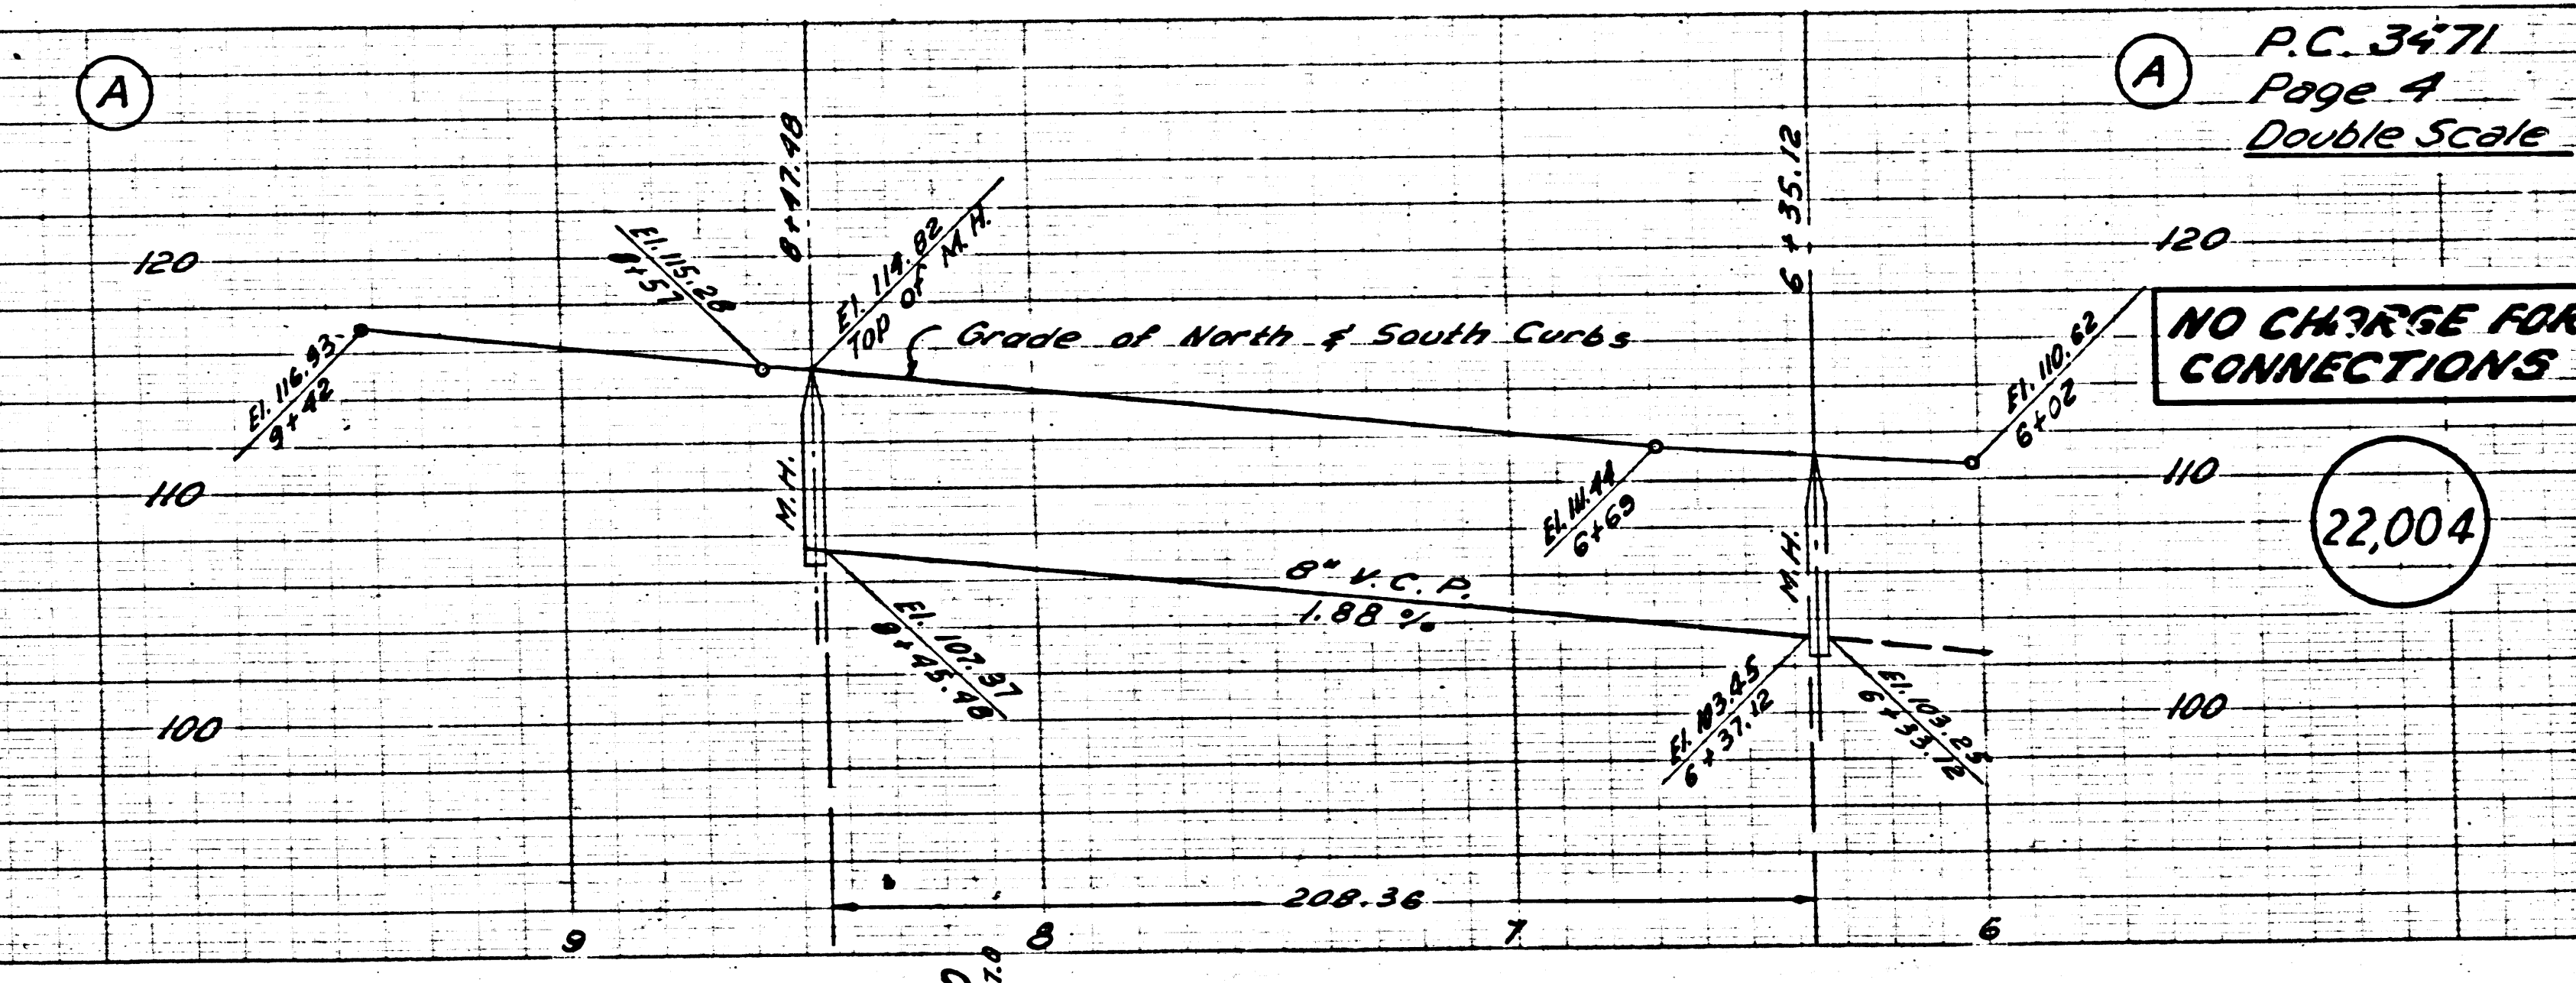 A
A
P.C. 3471
Page 4
Double Scale
8+47.48
6+35.12
120
120
El. 115.28
8+57
El. 114.82
TOP OF M.H.
Grade of North & South Curbs
El. 116.93
9+42
El. 110.62
6+02
NO CHARGE FOR
CONNECTIONS
110
110
M.H.
El. 111.44
6+69
M.H.
22,004
8" V.C.P.
1.88 %
El. 107.37
8+45.48
El. 103.45
6+37.12
El. 103.25
6+33.12
100
100
208.36
9
8
7
6
7.0